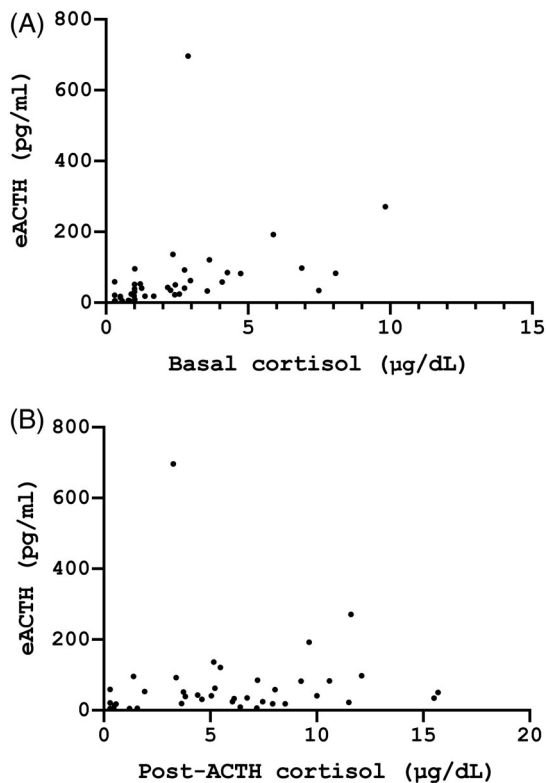 (A)
800
600
400
200
0
eACTH (pg/ml)
0 5 10 15
Basal cortisol (µg/dL)
(B)
800
600
400
200
0
eACTH (pg/ml)
0 5 10 15 20
Post-ACTH cortisol (µg/dL)